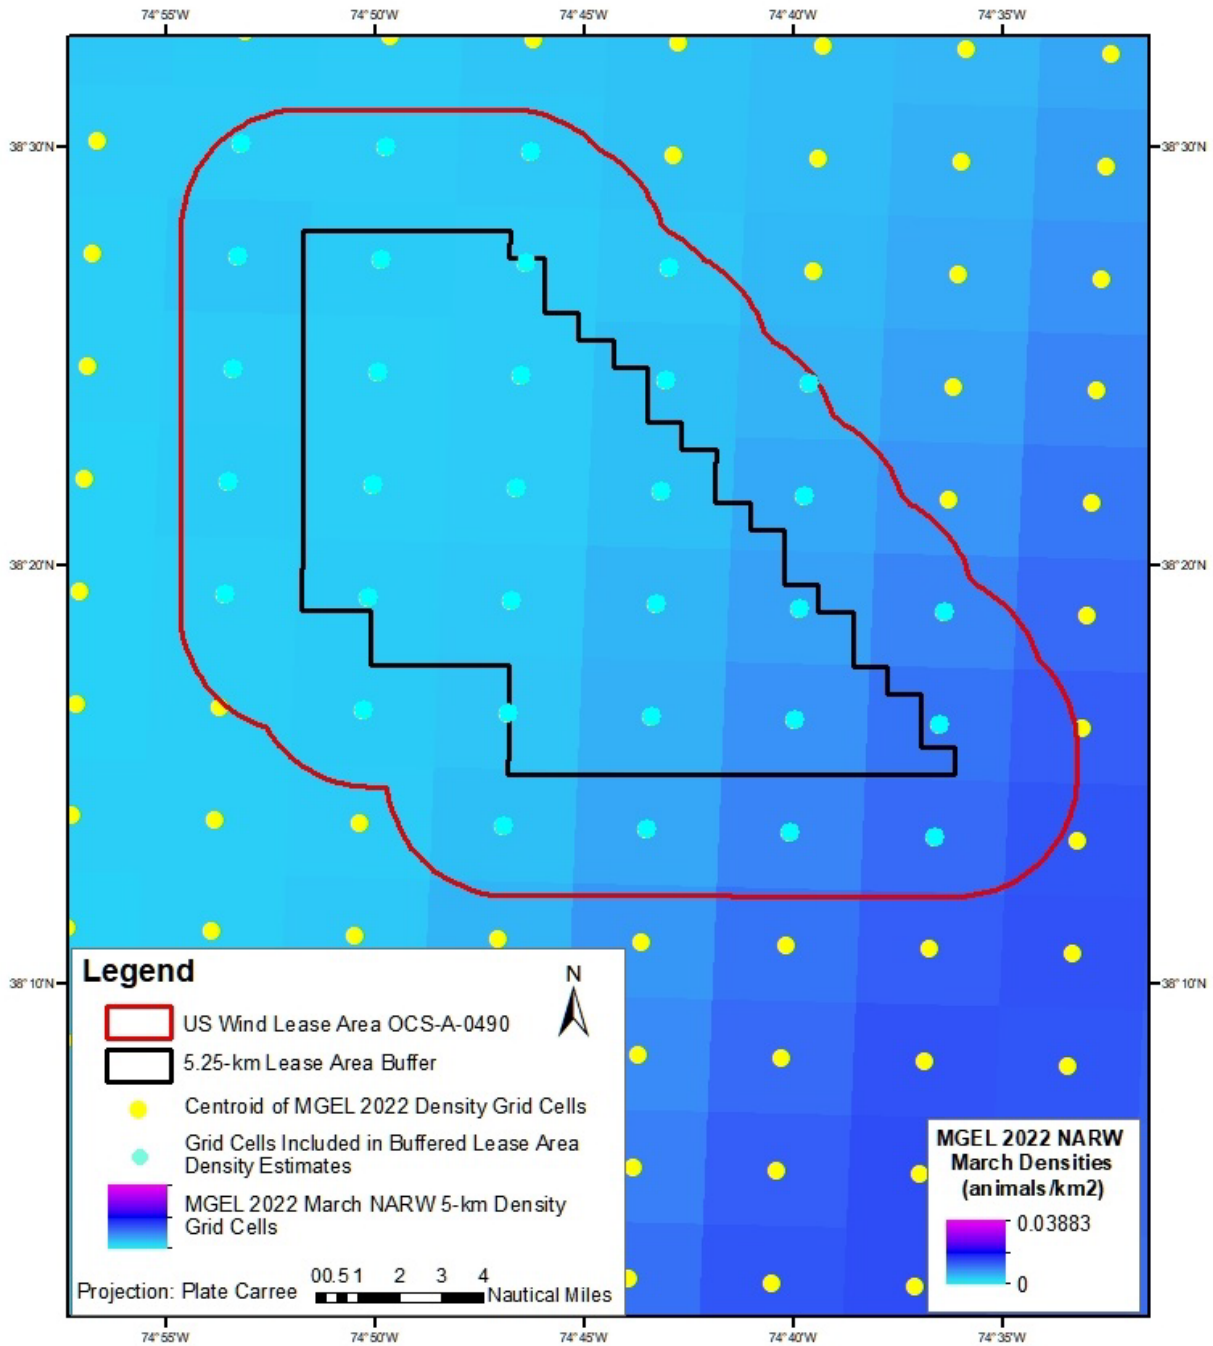 74°55'W 74°50'W 74°45'W 74°40'W 74°35'W
38°30'N 38°30'N
38°20'N 38°20'N
38°10'N 38°10'N
Legend
N
US Wind Lease Area OCS-A-0490
5.25-km Lease Area Buffer
Centroid of MGEL 2022 Density Grid Cells
Grid Cells Included in Buffered Lease Area
Density Estimates
MGEL 2022 March NARW 5-km Density
Grid Cells
Projection: Plate Carree
00.5 1 2 3 4
Nautical Miles
MGEL 2022 NARW
March Densities
(animals/km2)
0.03883
0
74°55'W 74°50'W 74°45'W 74°40'W 74°35'W